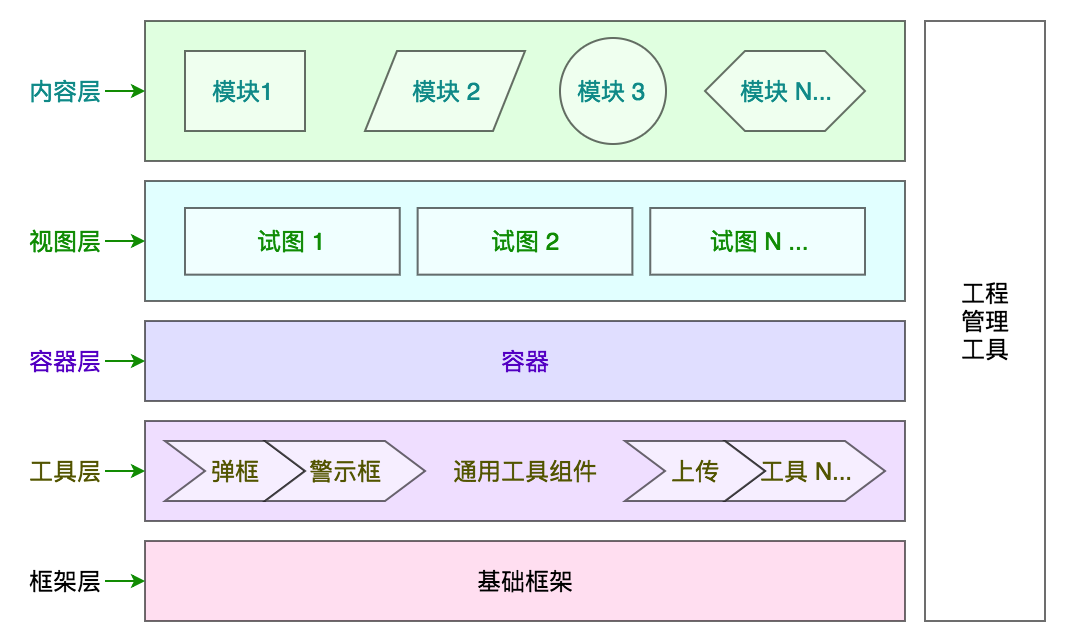 内容层
模块1
模块 2
模块 3
模块 N...
视图层
试图 1
试图 2
试图 N ...
容器层
容器
工具层
弹框
警示框
通用工具组件
上传
工具 N...
框架层
基础框架
工程
管理
工具